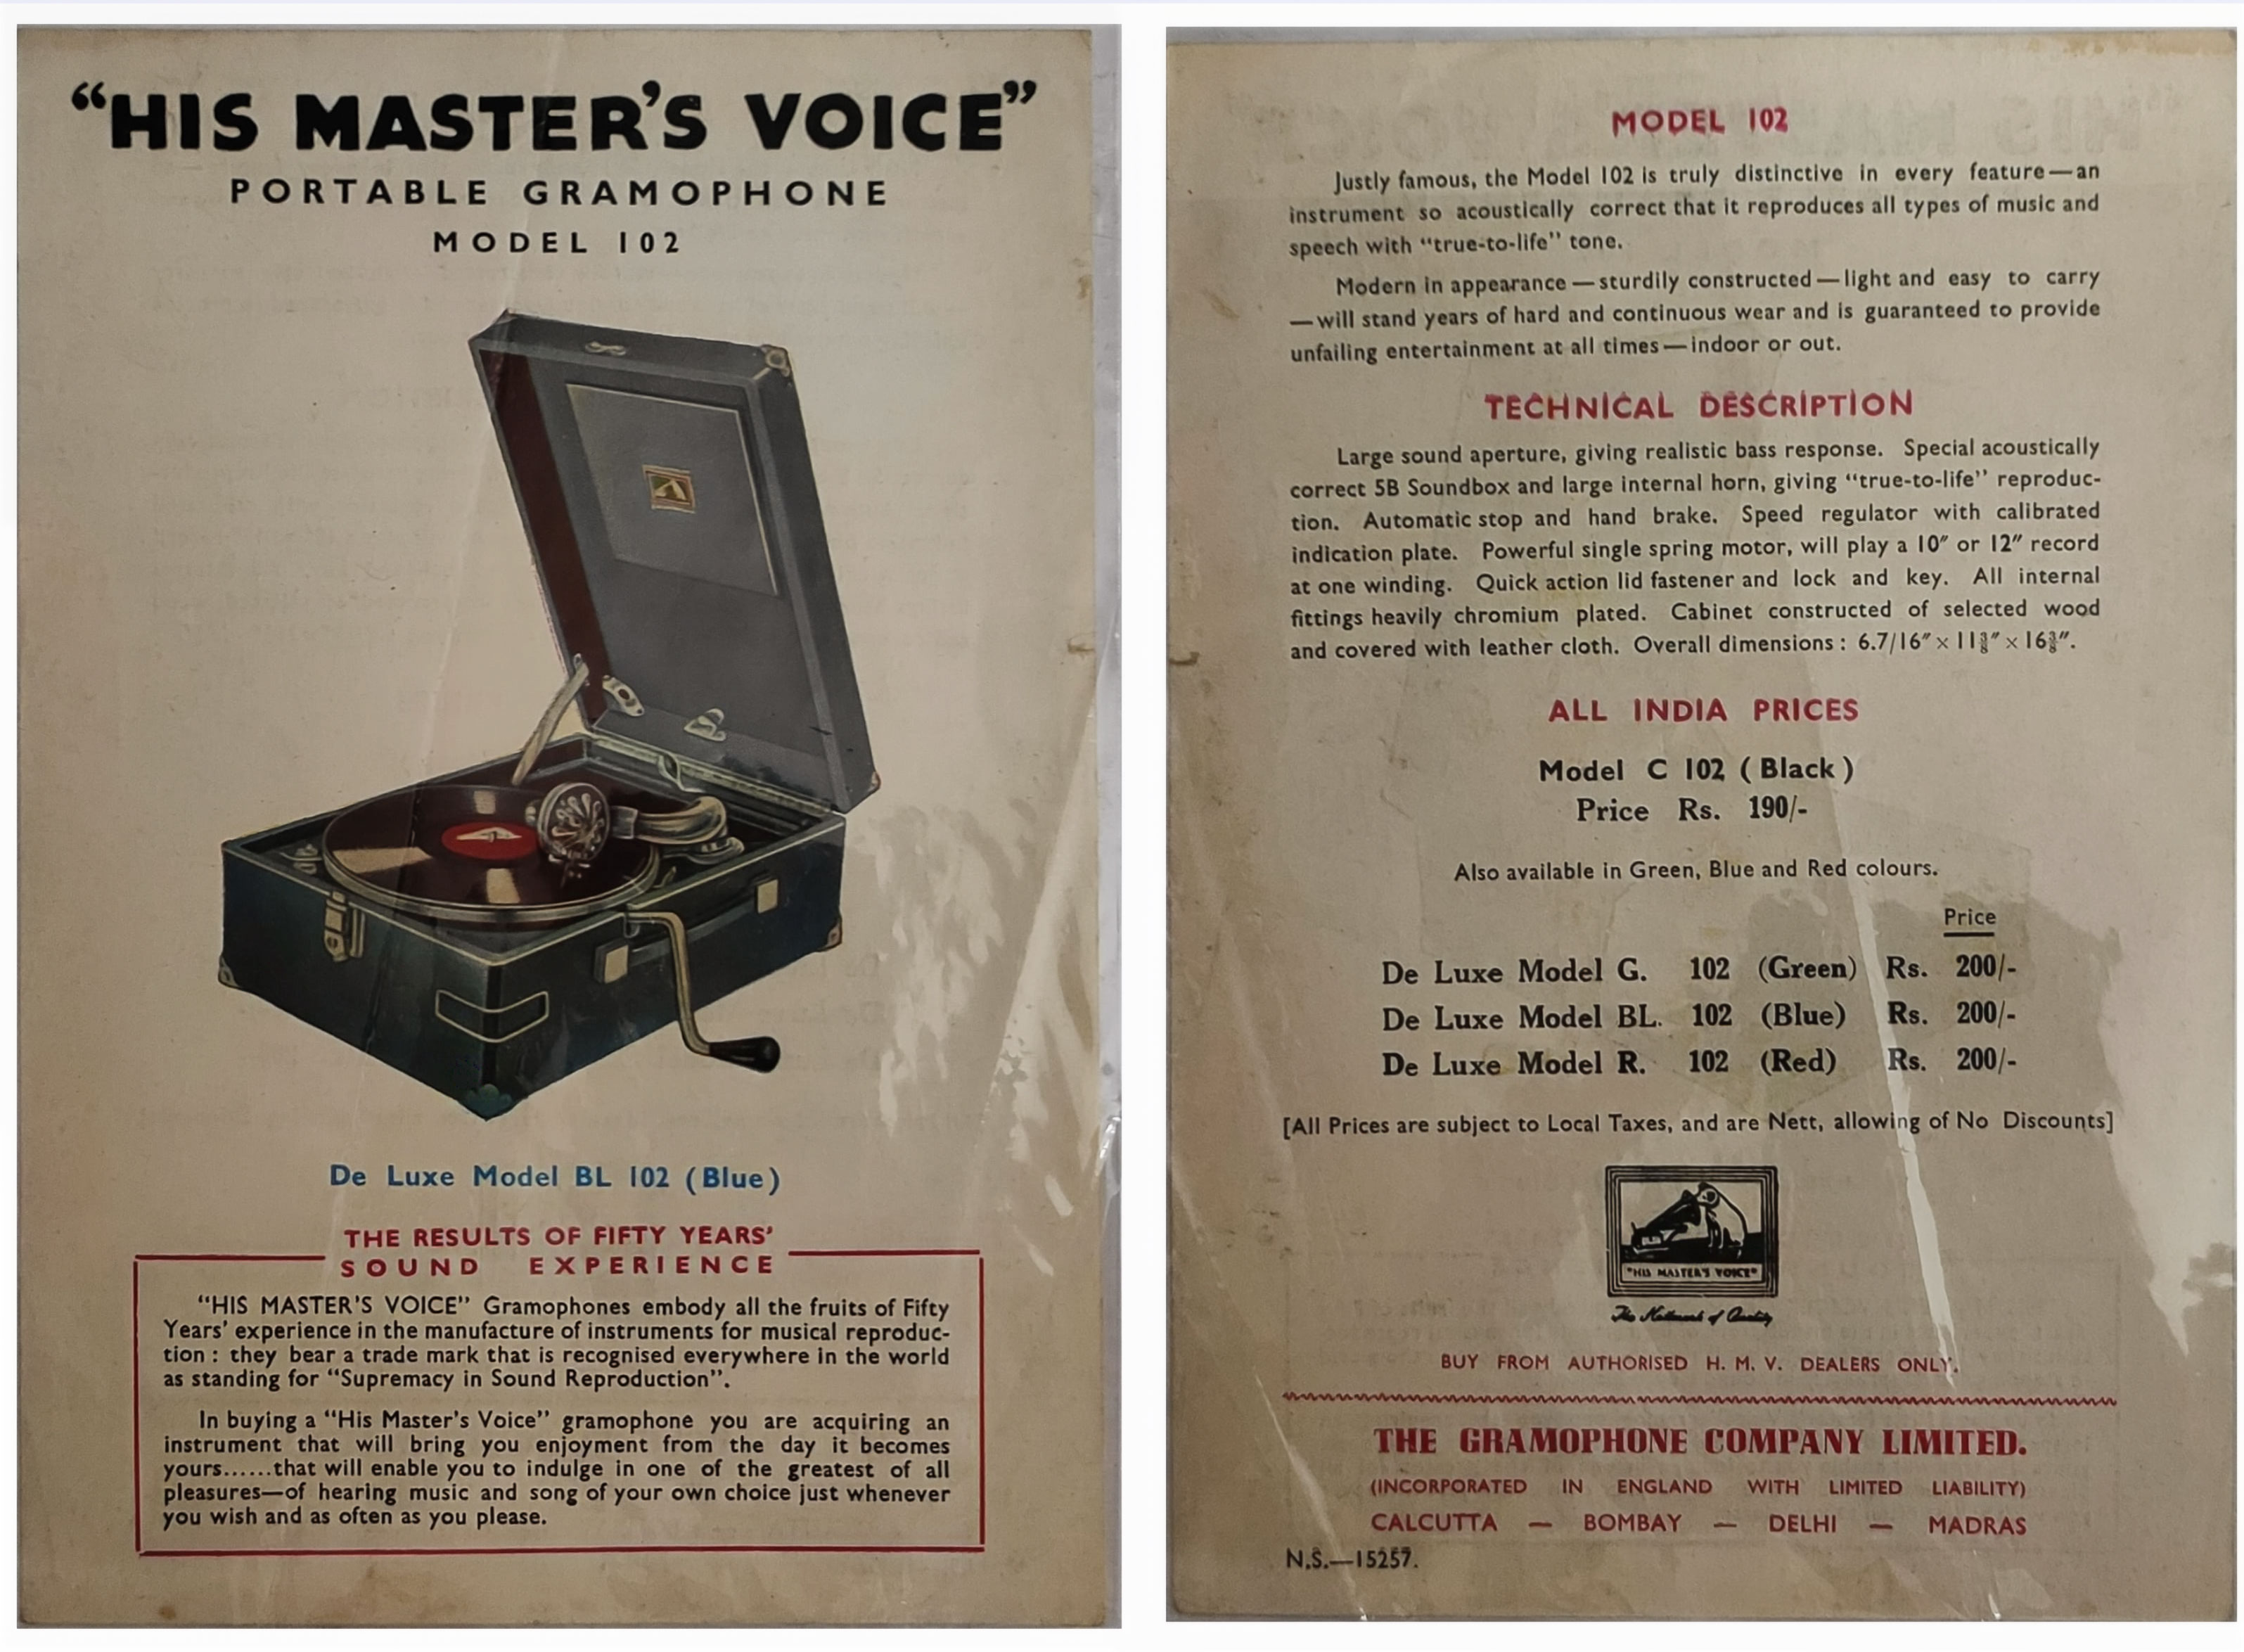 “HIS MASTER’S VOICE”
PORTABLE GRAMOPHONE
MODEL 102
De Luxe Model BL 102 (Blue)
THE RESULTS OF FIFTY YEARS’
SOUND EXPERIENCE
“HIS MASTER’S VOICE” Gramophones embody all the fruits of Fifty
Years’ experience in the manufacture of instruments for musical reproduc-
tion : they bear a trade mark that is recognised everywhere in the world
as standing for “Supremacy in Sound Reproduction”.
In buying a “His Master’s Voice” gramophone you are acquiring an
instrument that will bring you enjoyment from the day it becomes
yours......that will enable you to indulge in one of the greatest of all
pleasures—of hearing music and song of your own choice just whenever
you wish and as often as you please.
MODEL 102
Justly famous, the Model 102 is truly distinctive in every feature—an
instrument so acoustically correct that it reproduces all types of music and
speech with “true-to-life” tone.
Modern in appearance—sturdily constructed—light and easy to carry
—will stand years of hard and continuous wear and is guaranteed to provide
unfailing entertainment at all times—indoor or out.
TECHNICAL DESCRIPTION
Large sound aperture, giving realistic bass response. Special acoustically
correct 5B Soundbox and large internal horn, giving “true-to-life” reproduc-
tion. Automatic stop and hand brake. Speed regulator with calibrated
indication plate. Powerful single spring motor, will play a 10″ or 12″ record
at one winding. Quick action lid fastener and lock and key. All internal
fittings heavily chromium plated. Cabinet constructed of selected wood
and covered with leather cloth. Overall dimensions : 6.7/16″ × 11⅜″ × 16⅜″.
ALL INDIA PRICES
Model C 102 ( Black )
Price Rs. 190/-
Also available in Green, Blue and Red colours.
Price
De Luxe Model G. 102 (Green) Rs. 200/-
De Luxe Model BL. 102 (Blue) Rs. 200/-
De Luxe Model R. 102 (Red) Rs. 200/-
[All Prices are subject to Local Taxes, and are Nett, allowing of No Discounts]
"HIS MASTER'S VOICE"
The Hallmark of Quality
BUY FROM AUTHORISED H. M. V. DEALERS ONLY.
THE GRAMOPHONE COMPANY LIMITED.
(INCORPORATED IN ENGLAND WITH LIMITED LIABILITY)
CALCUTTA — BOMBAY — DELHI — MADRAS
N.S.—15257.